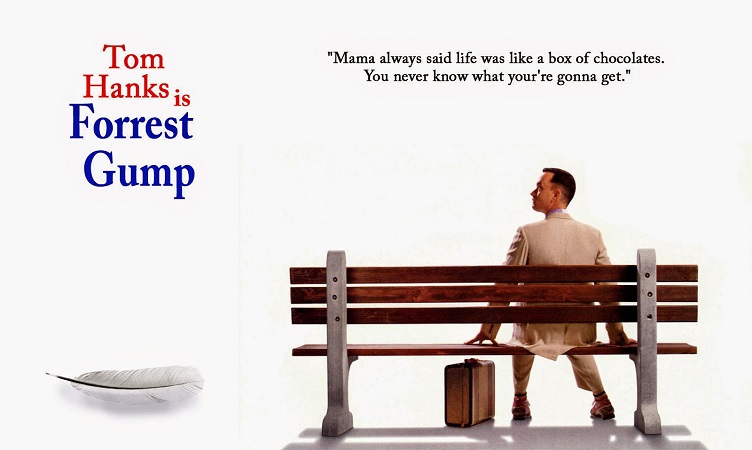 Tom
Hanks is
Forrest
Gump
"Mama always said life was like a box of chocolates.
You never know what your're gonna get."